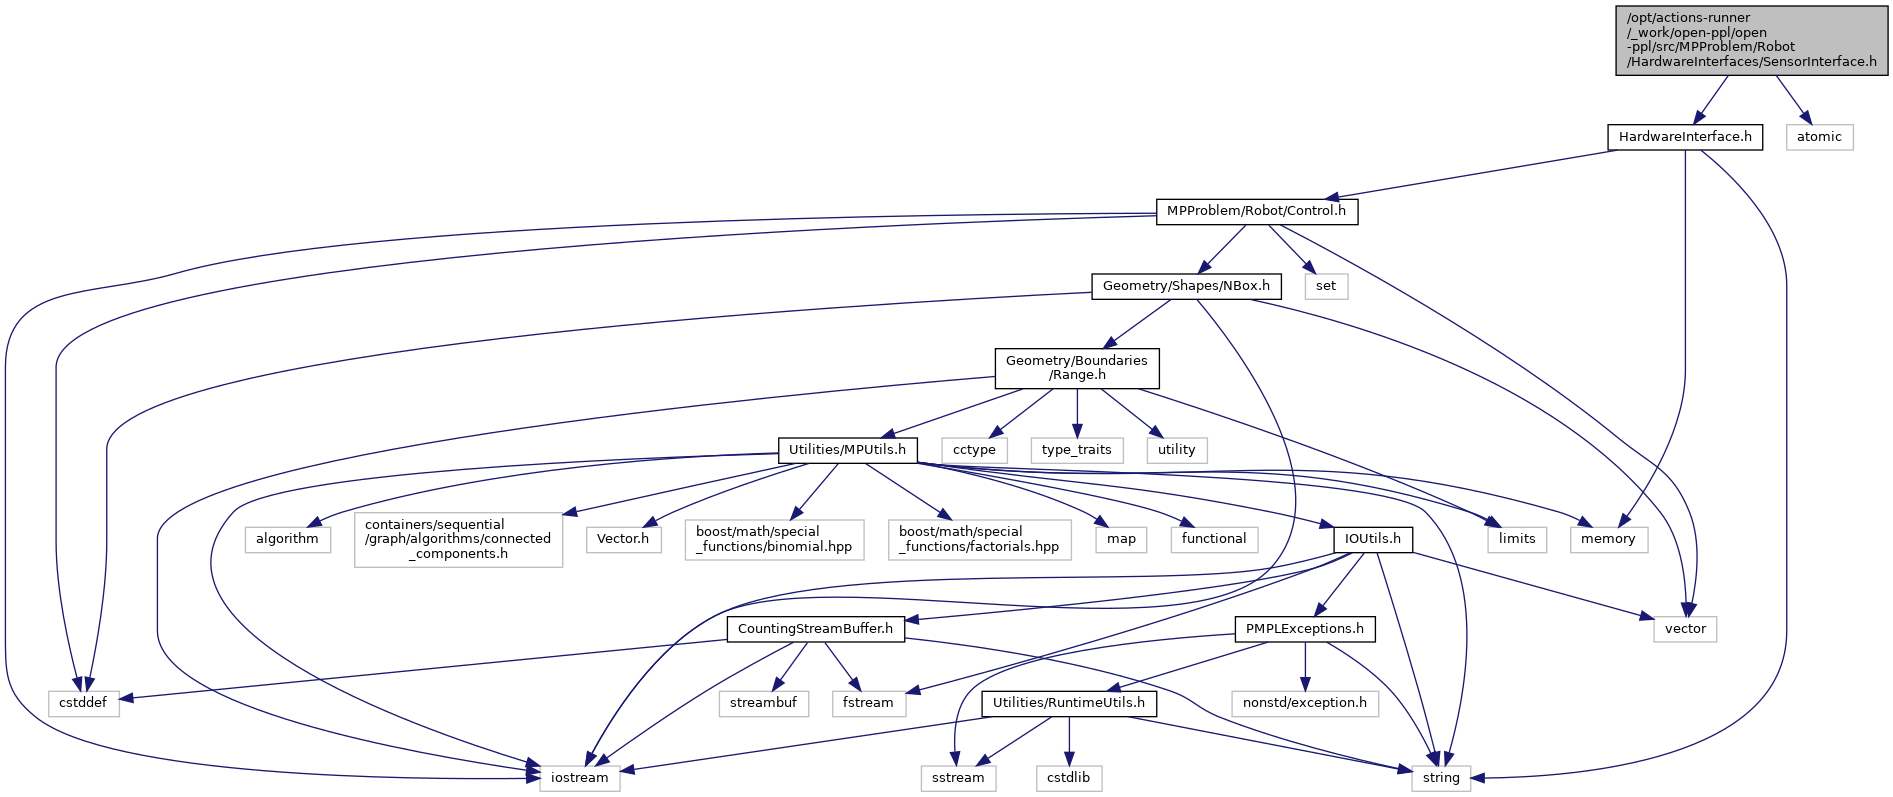 /opt/actions-runner
/_work/open-ppl/open
-ppl/src/MPProblem/Robot
/HardwareInterfaces/SensorInterface.h
HardwareInterface.h
atomic
MPProblem/Robot/Control.h
Geometry/Shapes/NBox.h
set
Geometry/Boundaries
/Range.h
Utilities/MPUtils.h
cctype
type_traits
utility
algorithm
containers/sequential
/graph/algorithms/connected
_components.h
Vector.h
boost/math/special
_functions/binomial.hpp
boost/math/special
_functions/factorials.hpp
map
functional
IOUtils.h
limits
memory
CountingStreamBuffer.h
PMPLExceptions.h
vector
cstddef
streambuf
fstream
Utilities/RuntimeUtils.h
nonstd/exception.h
iostream
sstream
cstdlib
string